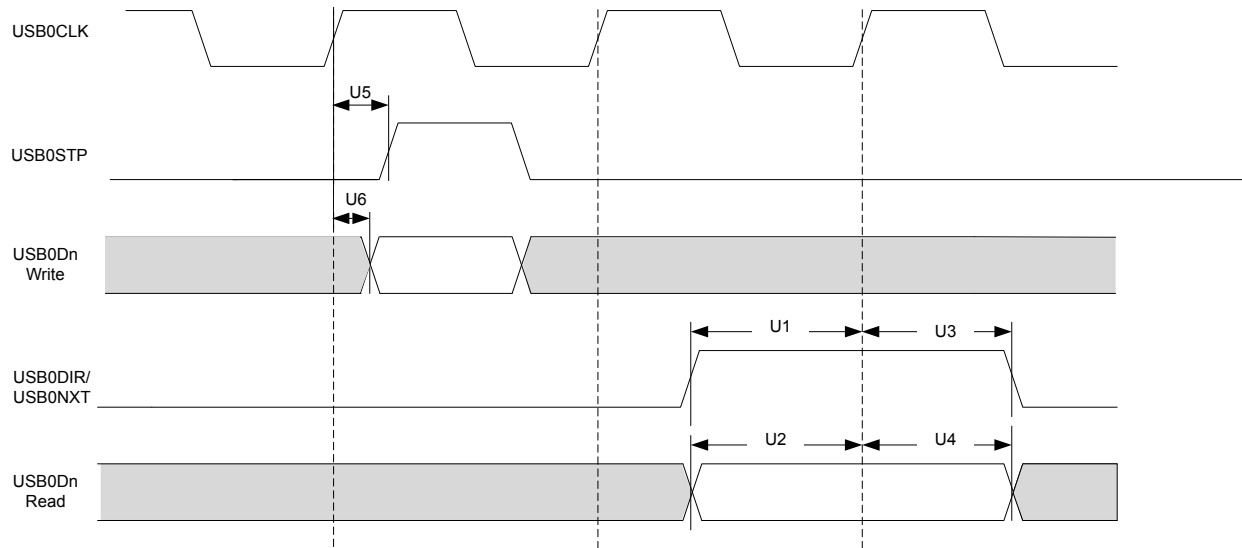 USB0CLK
U5
USB0STP
U6
USB0Dn
Write
U1
U3
USB0DIR/
USB0NXT
U2
U4
USB0Dn
Read